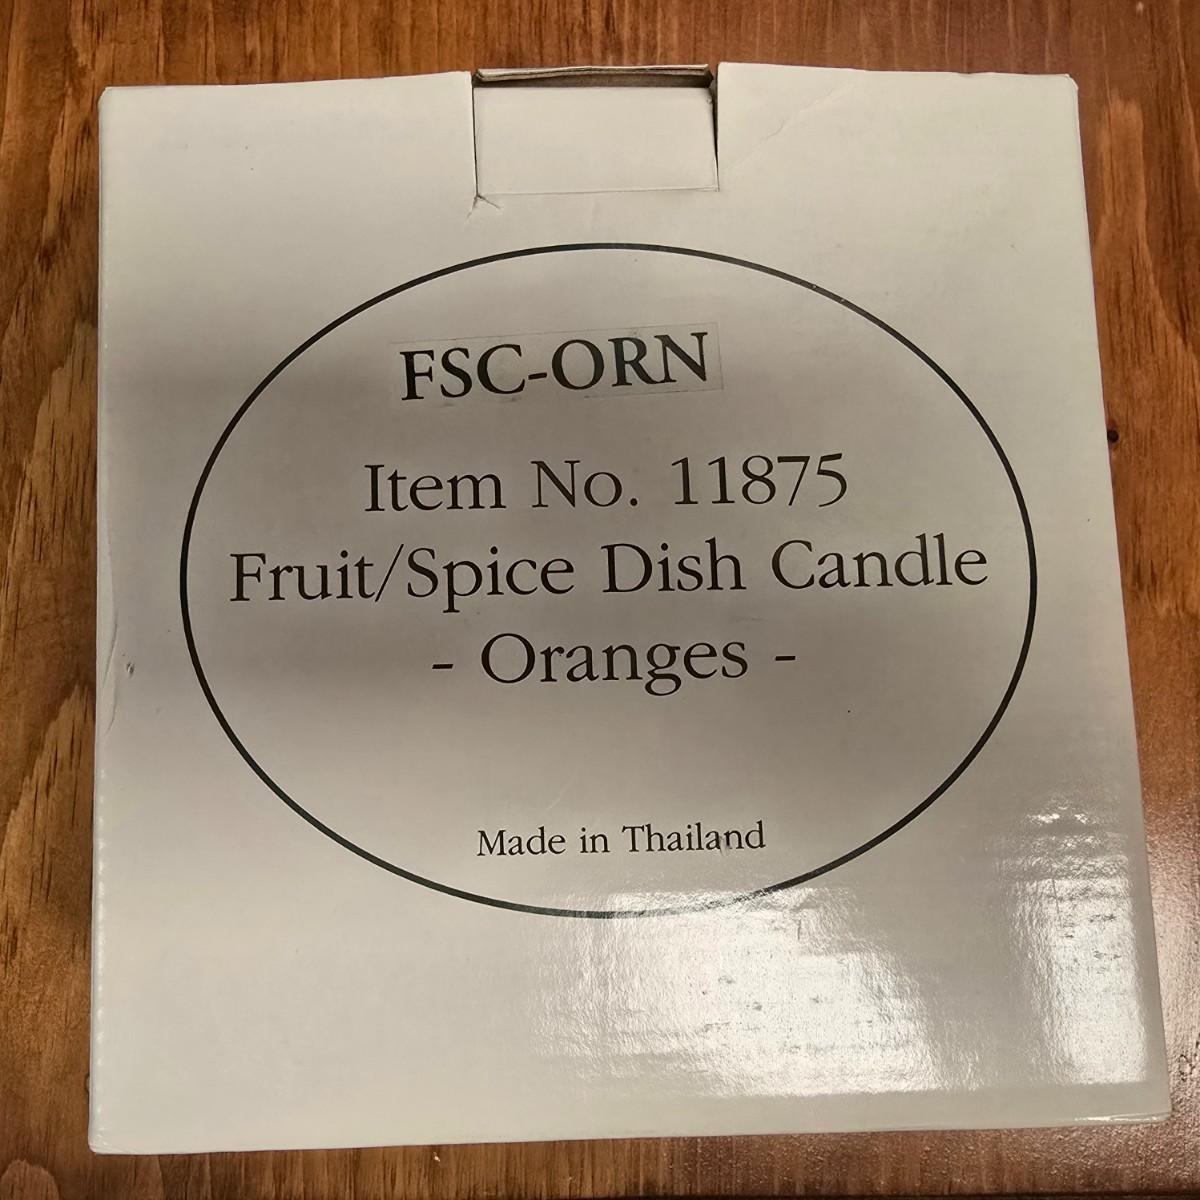 FSC-ORN
Item No. 11875
Fruit/Spice Dish Candle
- Oranges -
Made in Thailand